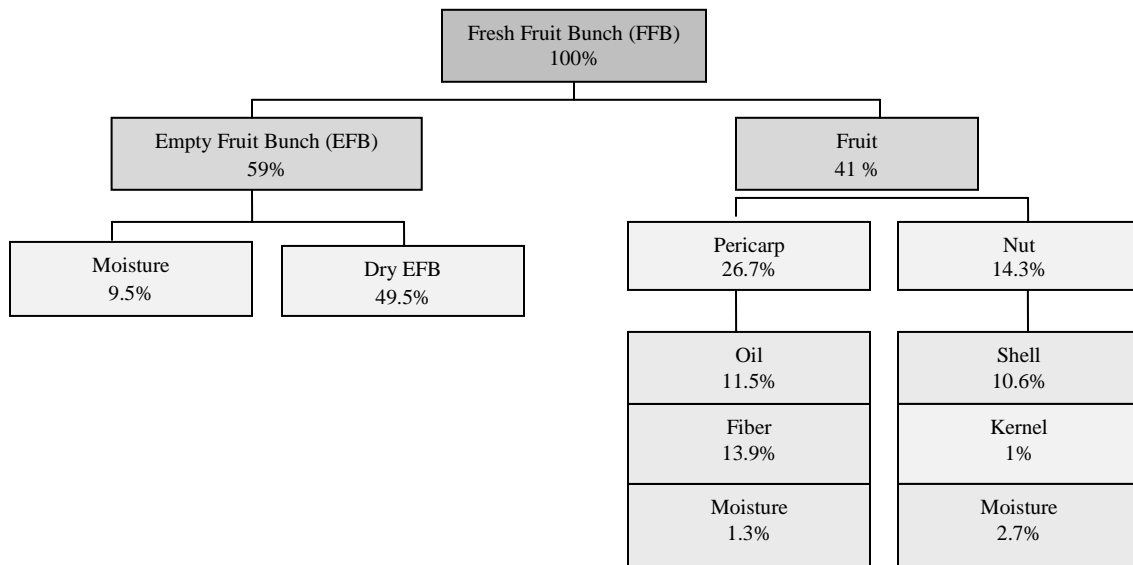 Fresh Fruit Bunch (FFB)
100%
Empty Fruit Bunch (EFB)
59%
Fruit
41 %
Moisture
9.5%
Dry EFB
49.5%
Pericarp
26.7%
Nut
14.3%
Oil
11.5%
Shell
10.6%
Fiber
13.9%
Kernel
1%
Moisture
1.3%
Moisture
2.7%